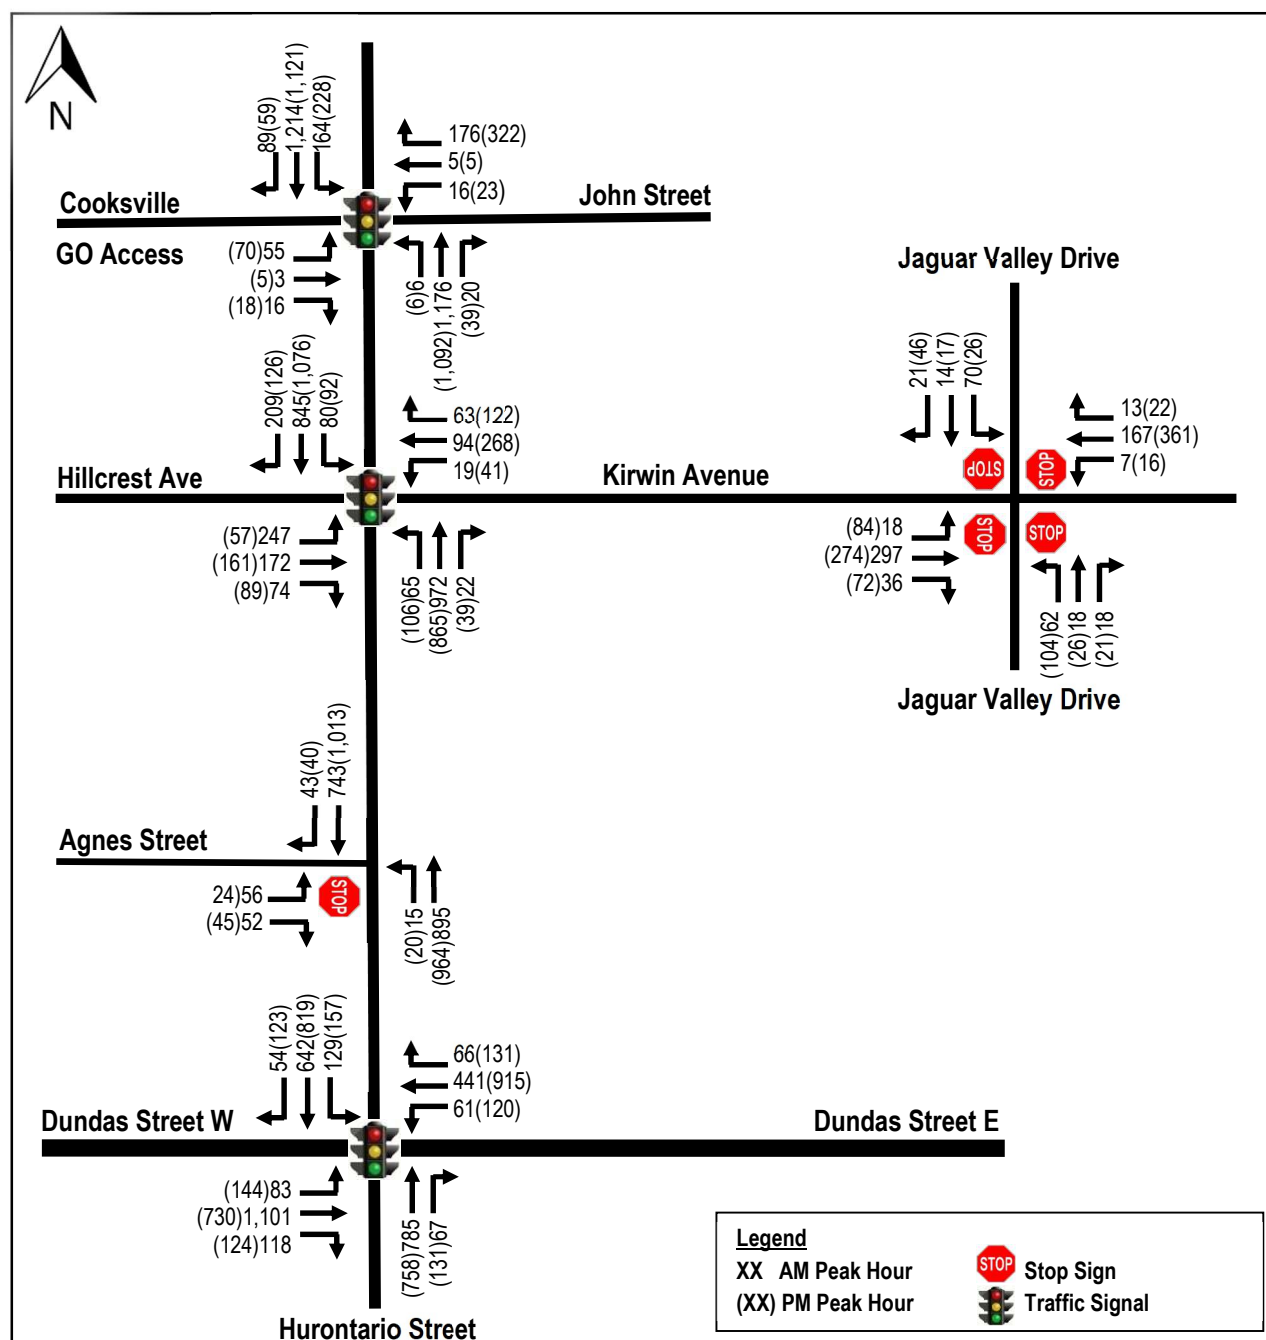 N
89(59)
1,214(1,121)
164(228)
176(322)
5(5)
16(23)
Cooksville
GO Access
John Street
(70)55
(5)3
(18)16
(6)6
(1,092)1,176
(39)20
209(126)
845(1,076)
80(92)
63(122)
94(268)
19(41)
Hillcrest Ave
Kirwin Avenue
(57)247
(161)172
(89)74
(106)65
(865)972
(39)22
Jaguar Valley Drive
21(46)
14(17)
70(26)
13(22)
167(361)
7(16)
STOP
STOP
STOP
STOP
(84)18
(274)297
(72)36
(104)62
(26)18
(21)18
Jaguar Valley Drive
43(40)
743(1,013)
Agnes Street
24)56
(45)52
STOP
(20)15
(964)895
54(123)
642(819)
129(157)
66(131)
441(915)
61(120)
Dundas Street W
Dundas Street E
(144)83
(730)1,101
(124)118
(758)785
(131)67
Hurontario Street
Legend
XX AM Peak Hour
(XX) PM Peak Hour
STOP Stop Sign
Traffic Signal